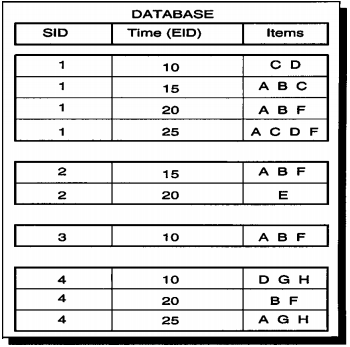 DATABASE
SID Time (EID) Items
1 10 C D
1 15 A B C
1 20 A B F
1 25 A C D F
2 15 A B F
2 20 E
3 10 A B F
4 10 D G H
4 20 B F
4 25 A G H